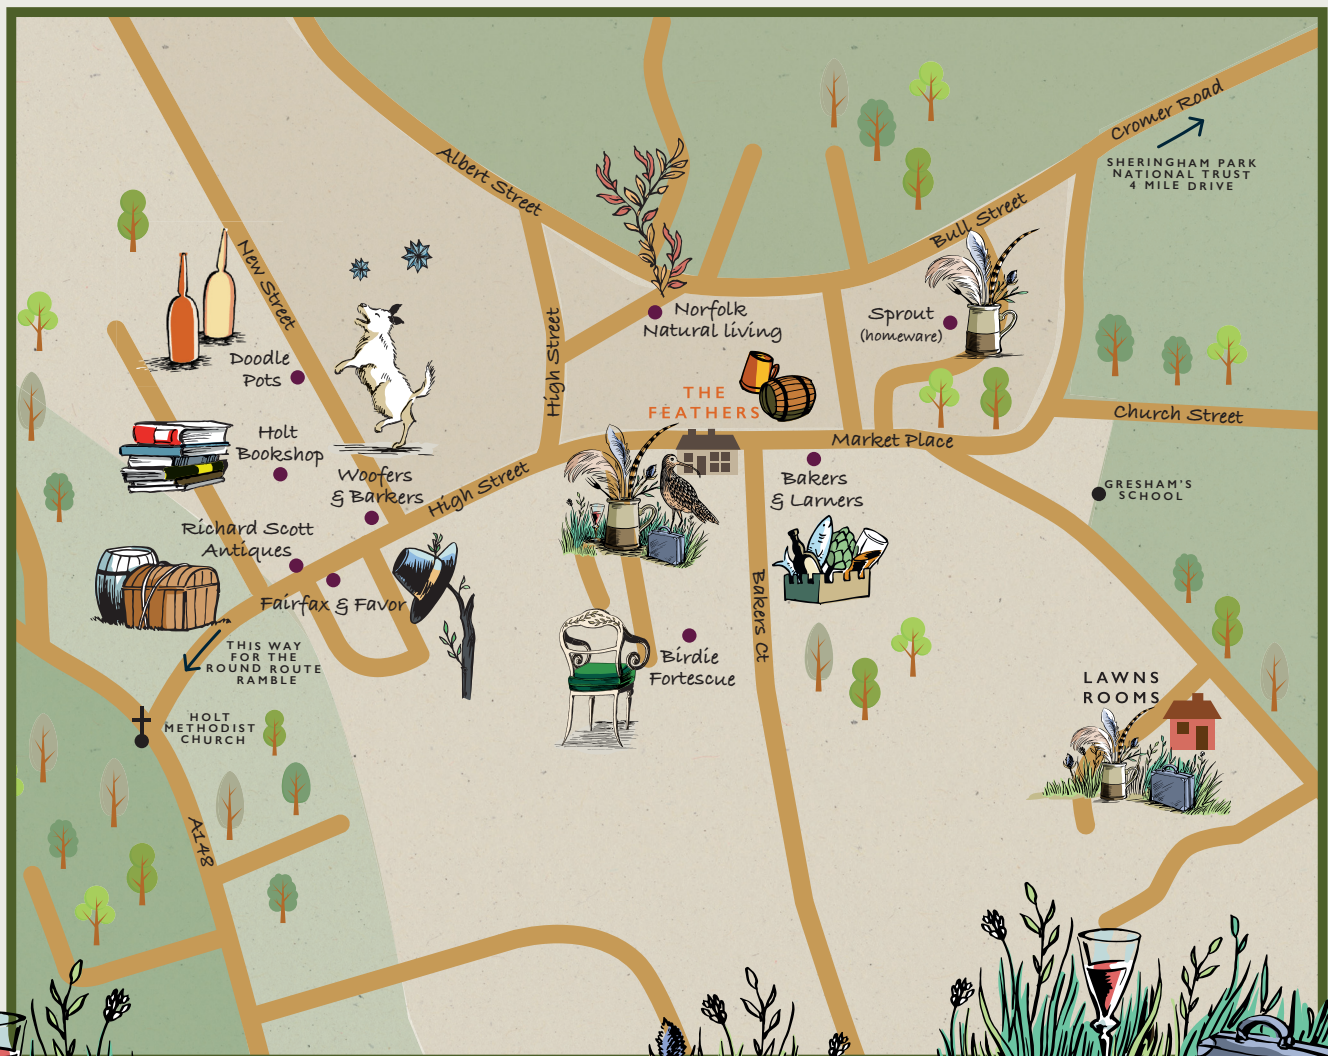 Cromer Road
SHERINGHAM PARK
NATIONAL TRUST
4 MILE DRIVE
Albert Street
Bull Street
New Street
High Street
Norfolk
Natural living
Sprout
(homeware)
Doodle
Pots
THE
FEATHERS
Church Street
Market Place
Holt
Bookshop
Woofers
& Barkers
High Street
Bakers
& Larners
GRESHAM'S
SCHOOL
Richard Scott
Antiques
Fairfax & Favor
Bakers Ct
THIS WAY
FOR THE
ROUND ROUTE
RAMBLE
Birdie
Fortescue
LAWNS
ROOMS
HOLT
METHODIST
CHURCH
A148